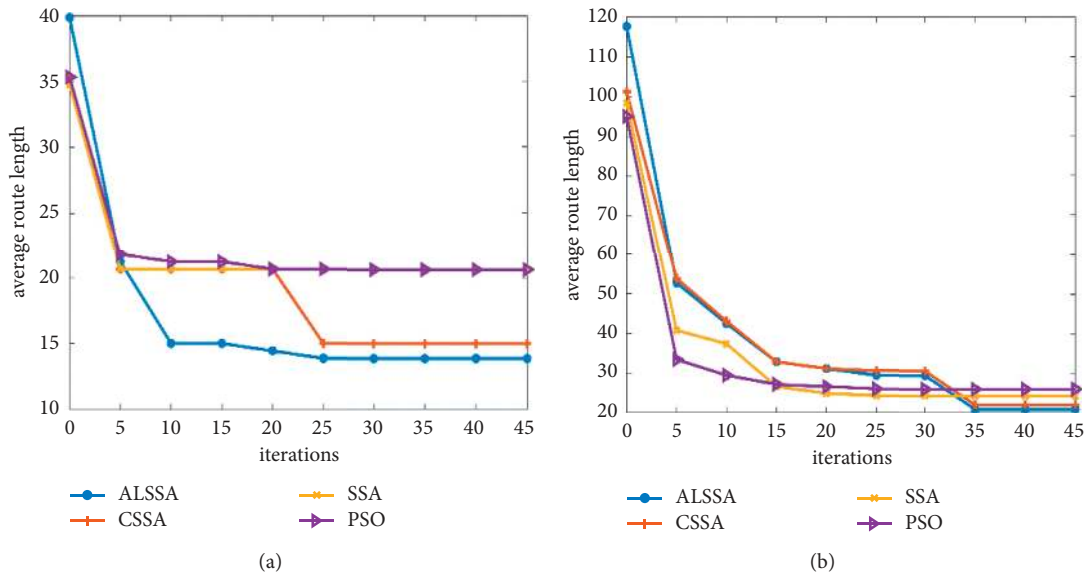 40
35
30
25
20
15
10
average route length
0 5 10 15 20 25 30 35 40 45
iterations
ALSSA
CSSA
SSA
PSO
(a)
120
110
100
90
80
70
60
50
40
30
20
average route length
0 5 10 15 20 25 30 35 40 45
iterations
ALSSA
CSSA
SSA
PSO
(b)